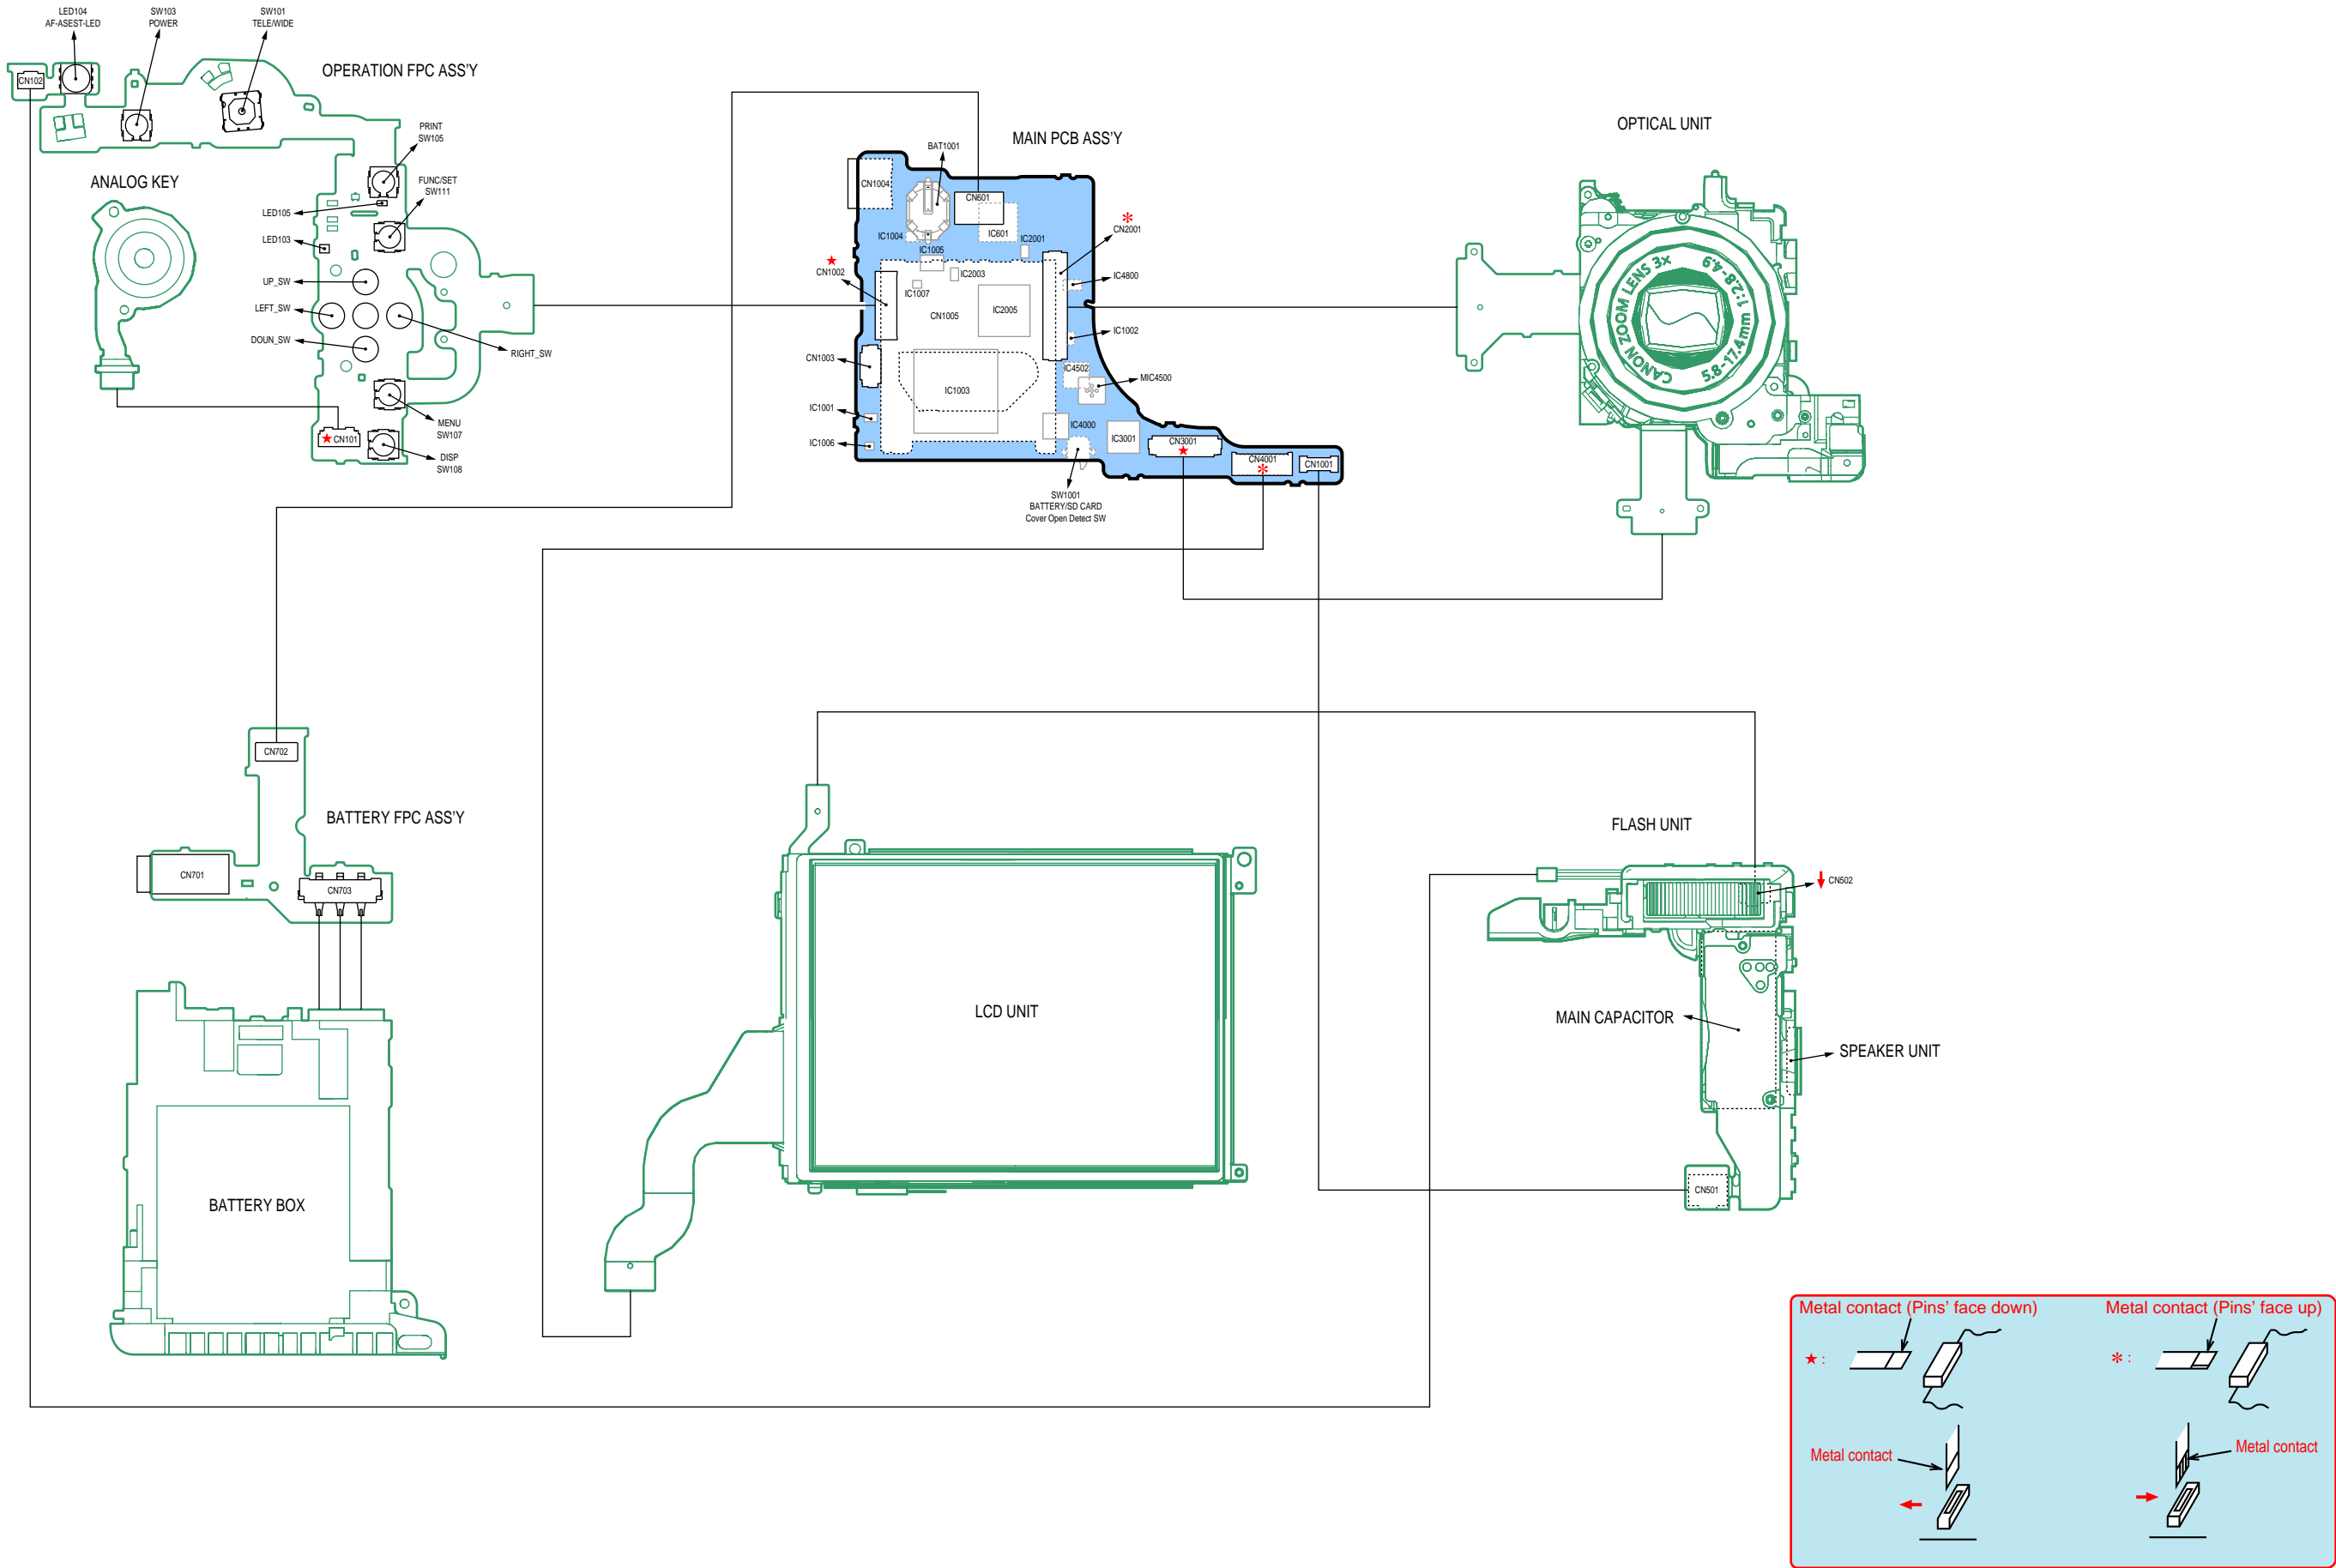 LED104
AF-ASEST-LED
SW103
POWER
SW101
TELE/WIDE
CN102
OPERATION FPC ASS'Y
PRINT
SW105
FUNC/SET
SW111
ANALOG KEY
LED105
LED103
UP_SW
LEFT_SW
DOUN_SW
RIGHT_SW
MENU
SW107
★ CN101
DISP
SW108
MAIN PCB ASS'Y
BAT1001
CN1004
CN601
IC601
IC1004
IC1005
IC2001
*
CN2001
★
CN1002
IC2003
IC4800
IC1007
CN1005
IC2005
IC1002
CN1003
IC4502
MIC4500
IC1003
IC1001
IC4000
IC3001
IC1006
CN3001
★
CN4001
*
CN1001
SW1001
BATTERY/SD CARD
Cover Open Detect SW
OPTICAL UNIT
CANON ZOOM LENS 3× 5.8-17.4mm 1:2.8-4.9
CN702
BATTERY FPC ASS'Y
CN701
CN703
BATTERY BOX
LCD UNIT
FLASH UNIT
CN502
MAIN CAPACITOR
SPEAKER UNIT
CN501
Metal contact (Pins' face down)
★ :
Metal contact
Metal contact (Pins' face up)
* :
Metal contact